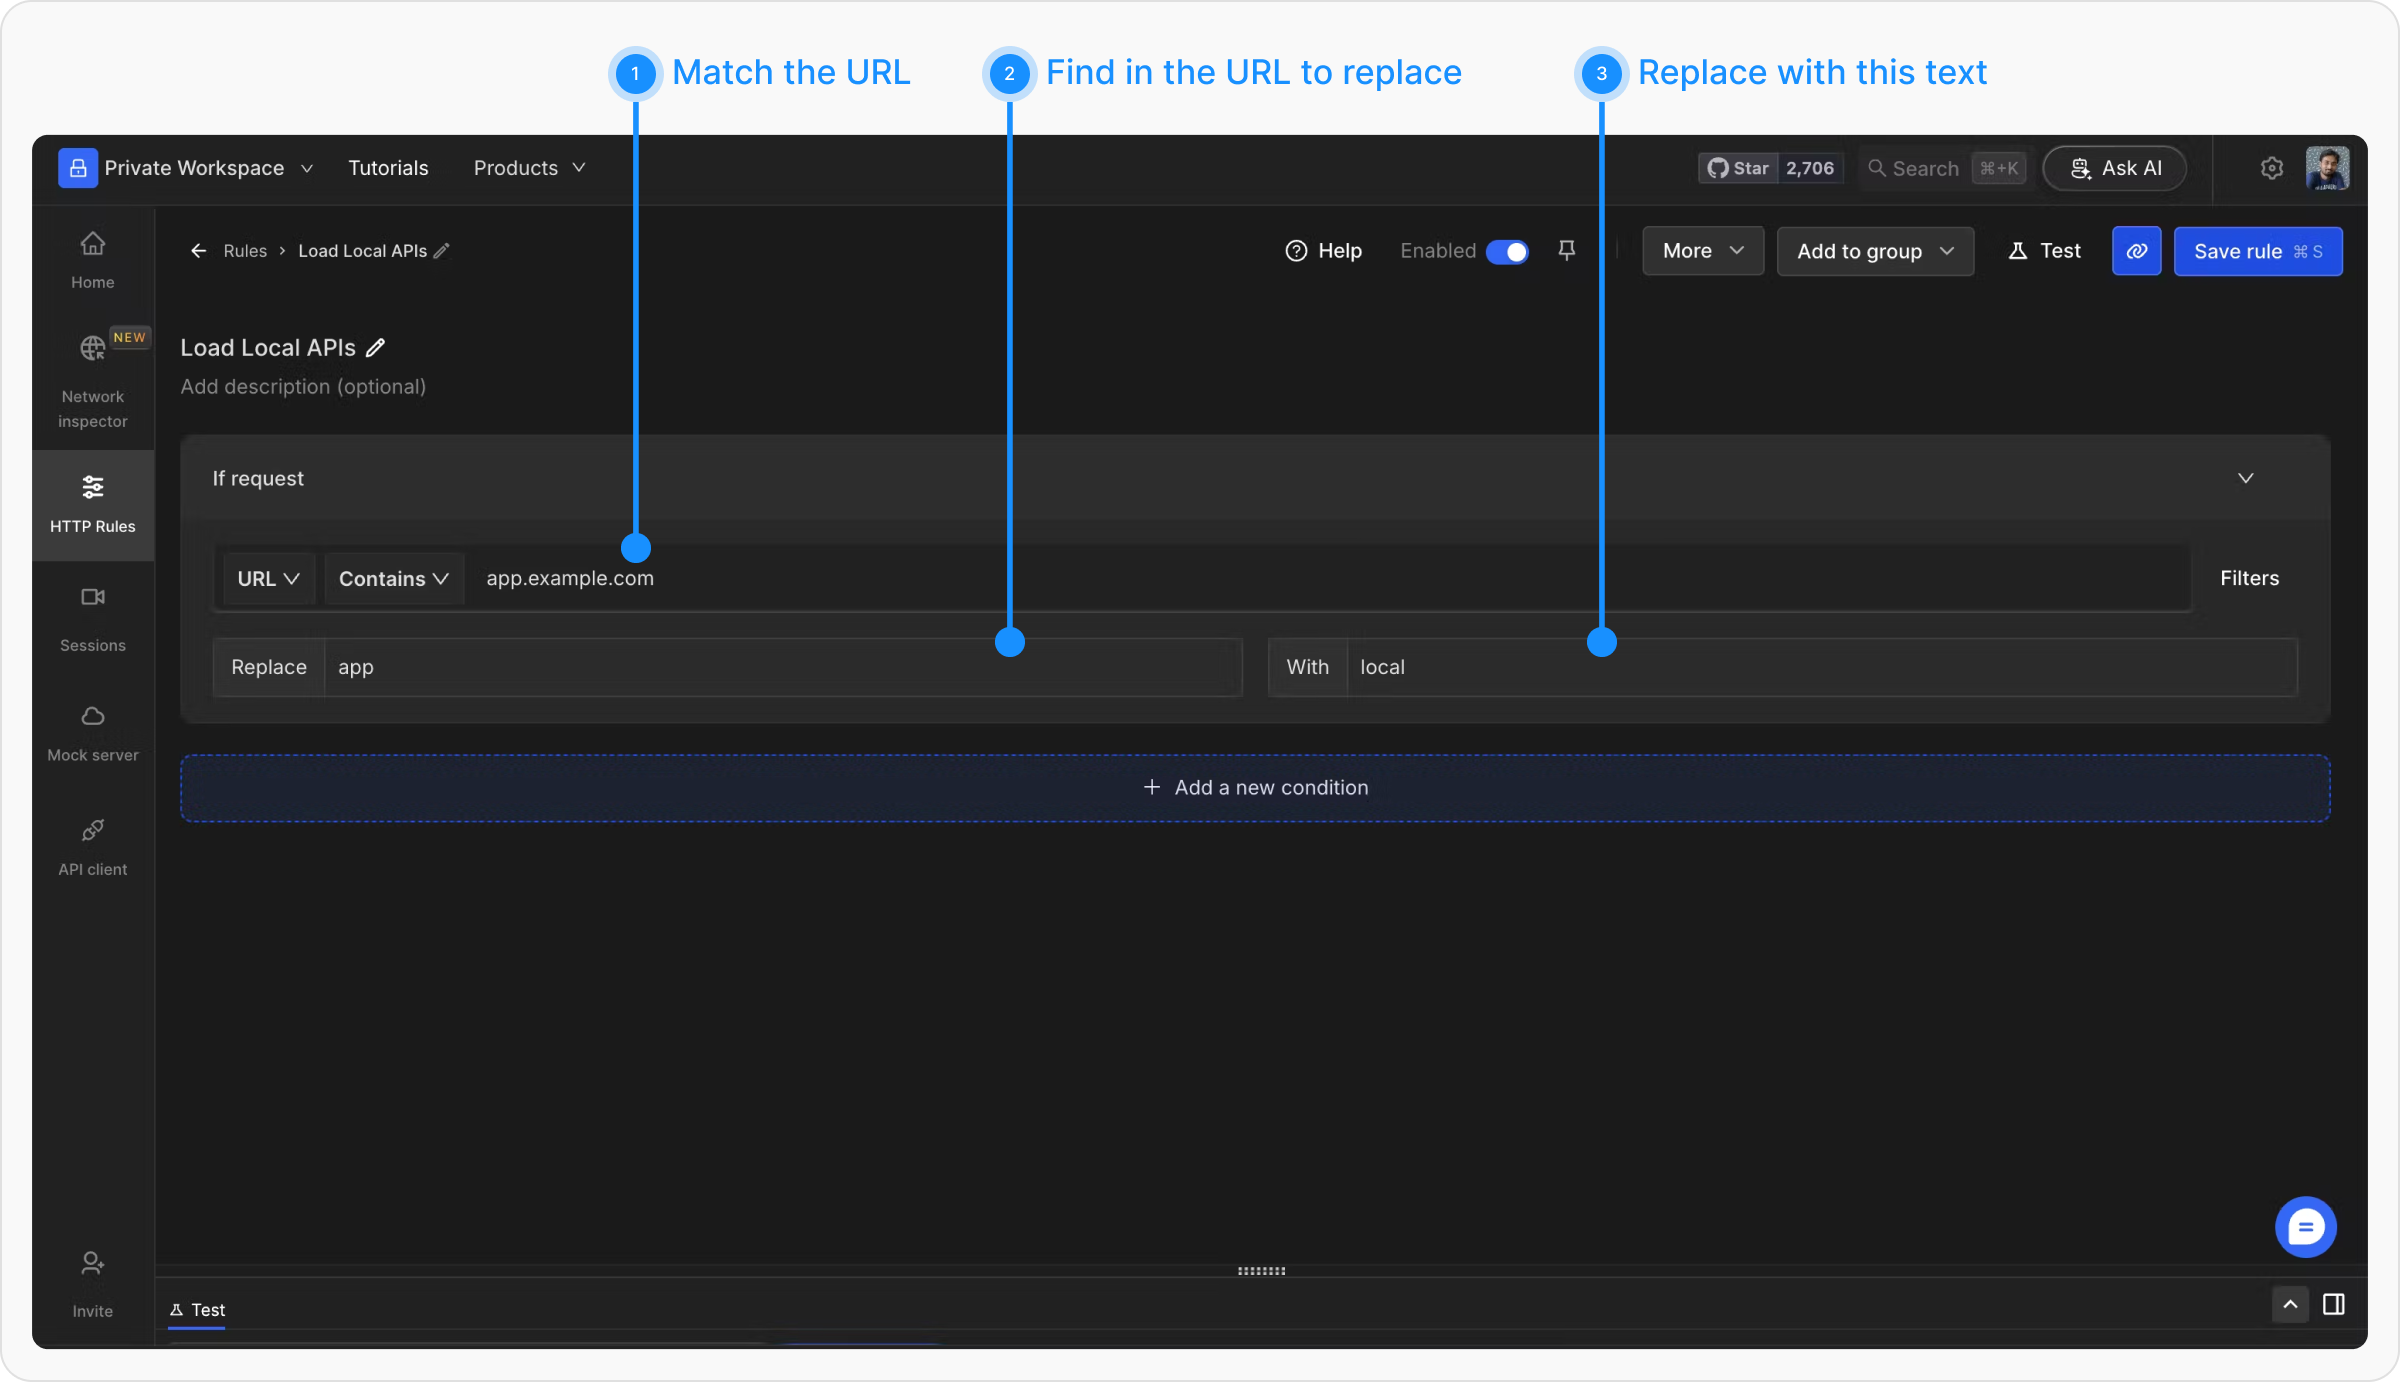 1 Match the URL 2 Find in the URL to replace 3 Replace with this text
Private Workspace Tutorials Products Star 2,706 Search ⌘+K Ask AI
Rules › Load Local APIs Help Enabled More Add to group Test Save rule ⌘ S
Home
NEW
Network
inspector
HTTP Rules
Sessions
Mock server
API client
Invite
Load Local APIs
Add description (optional)
If request
URL Contains app.example.com Filters
Replace app With local
+ Add a new condition
Test